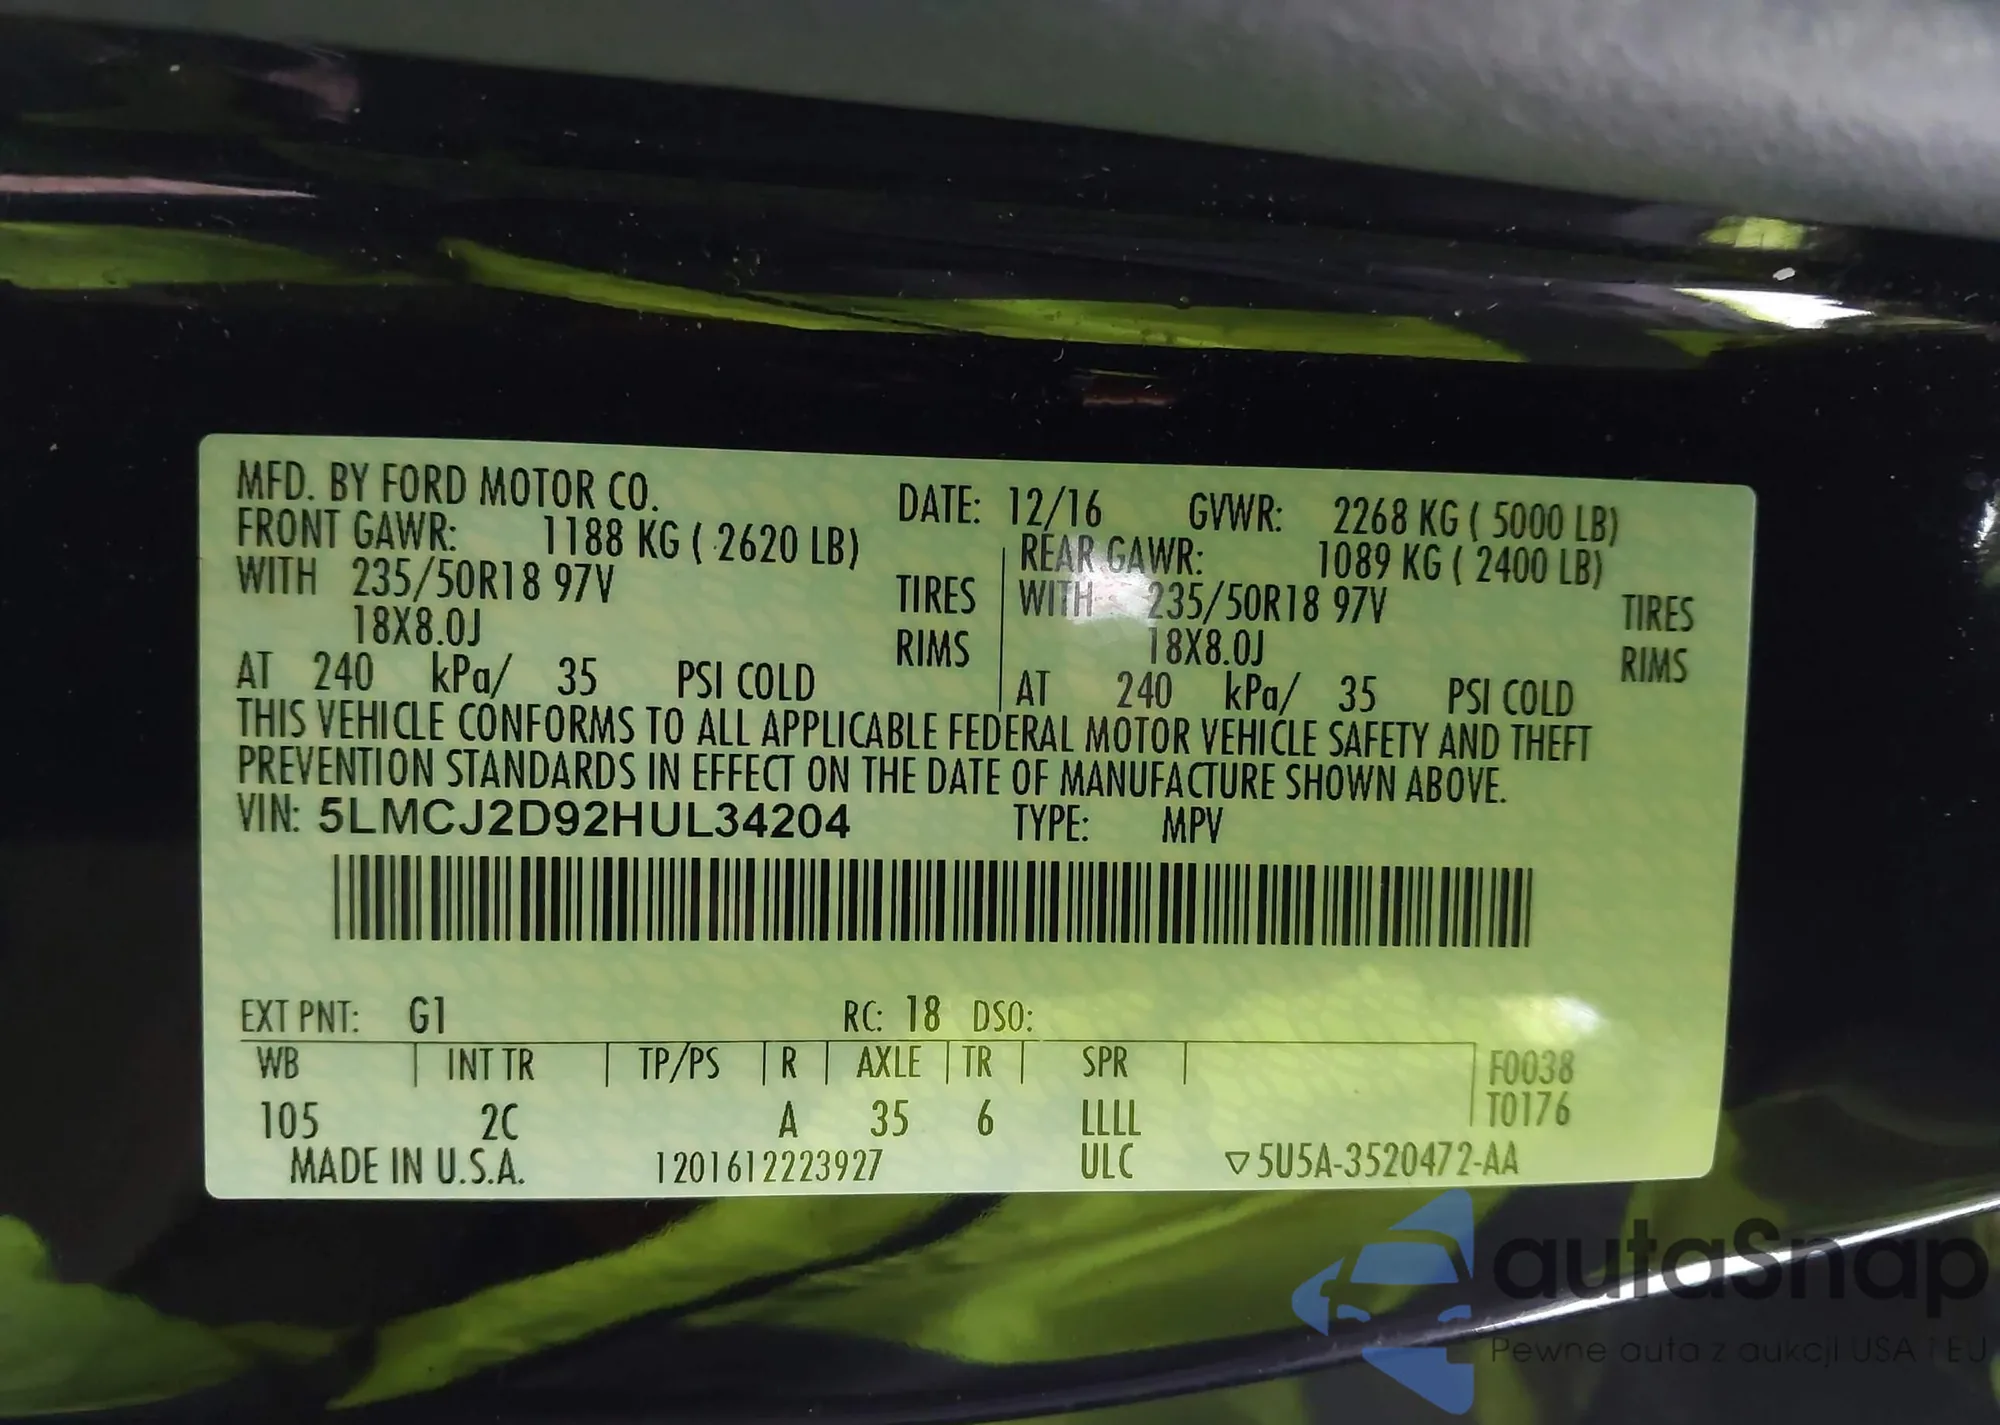 MFD. BY FORD MOTOR CO.
DATE: 12/16 GVWR: 2268 KG ( 5000 LB)
FRONT GAWR: 1188 KG ( 2620 LB)
WITH 235/50R18 97V TIRES
18X8.0J RIMS
AT 240 kPa/ 35 PSI COLD
REAR GAWR: 1089 KG ( 2400 LB)
WITH 235/50R18 97V TIRES
18X8.0J RIMS
AT 240 kPa/ 35 PSI COLD
THIS VEHICLE CONFORMS TO ALL APPLICABLE FEDERAL MOTOR VEHICLE SAFETY AND THEFT
PREVENTION STANDARDS IN EFFECT ON THE DATE OF MANUFACTURE SHOWN ABOVE.
VIN: 5LMCJ2D92HUL34204 TYPE: MPV
EXT PNT: G1 RC: 18 DSO:
WB INT TR TP/PS R AXLE TR SPR F0038
105 2C A 35 6 LLLL T0176
MADE IN U.S.A. 1201612223927 ULC ▽5U5A-3520472-AA
autaSnap
Pewne auta z aukcji USA i EU